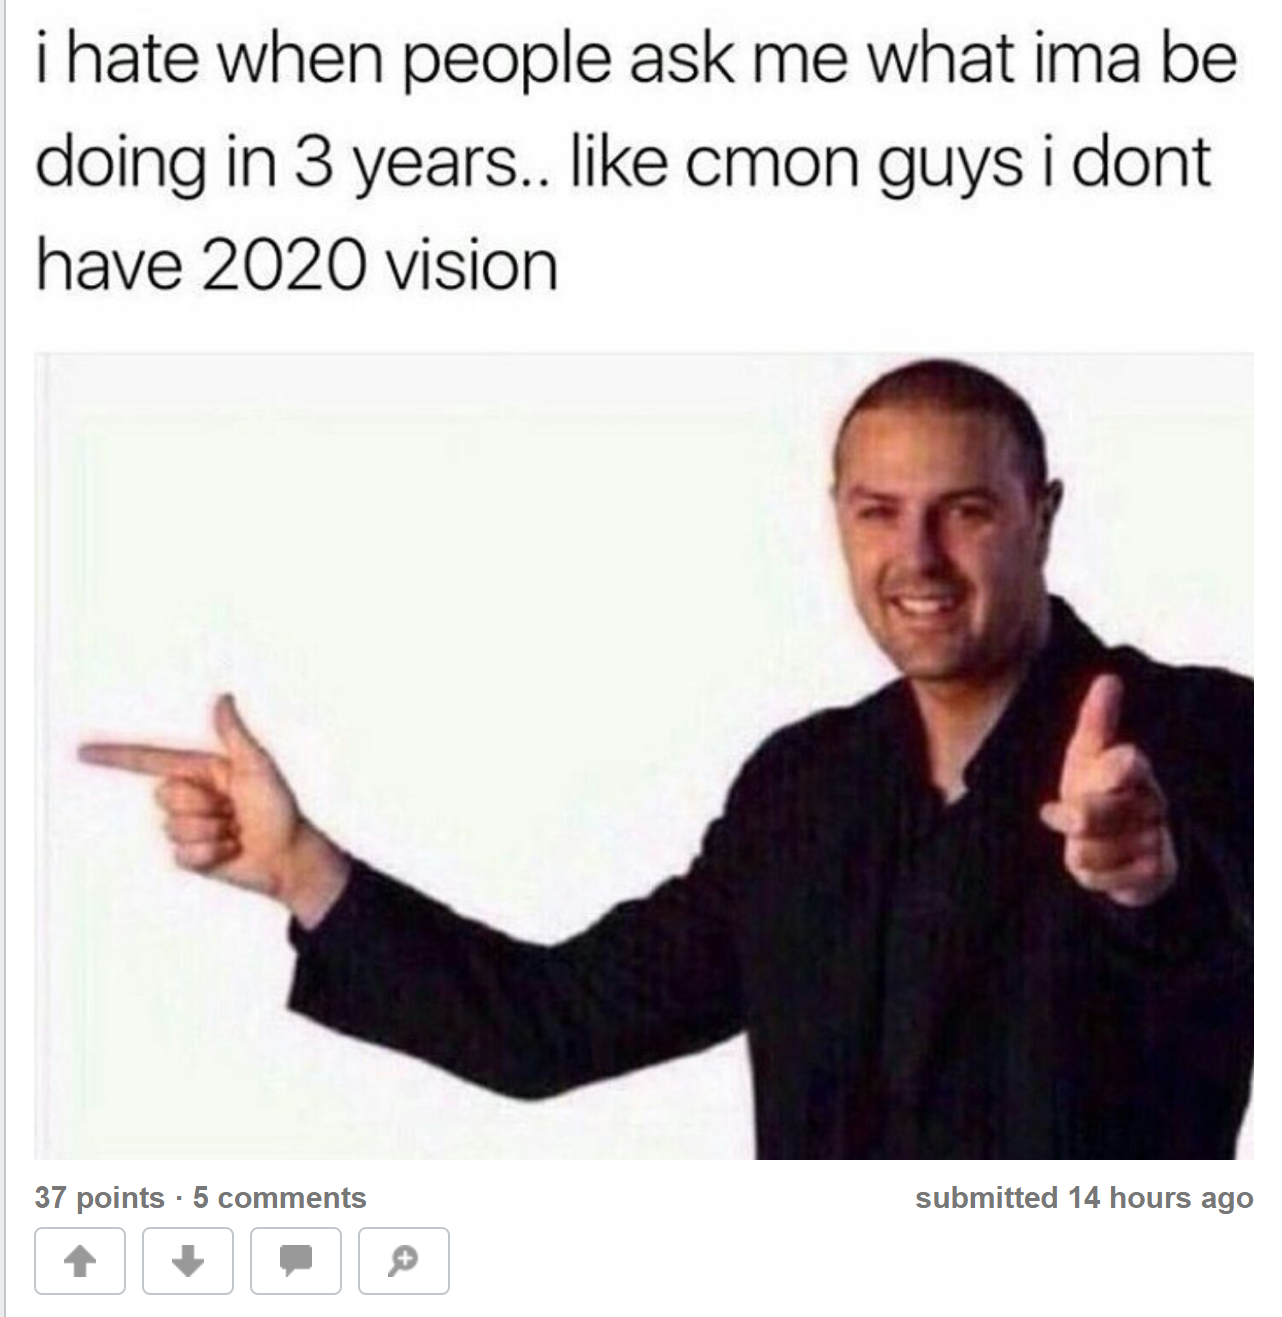 i hate when people ask me what ima be
doing in 3 years.. like cmon guys i dont
have 2020 vision
37 points · 5 comments
submitted 14 hours ago